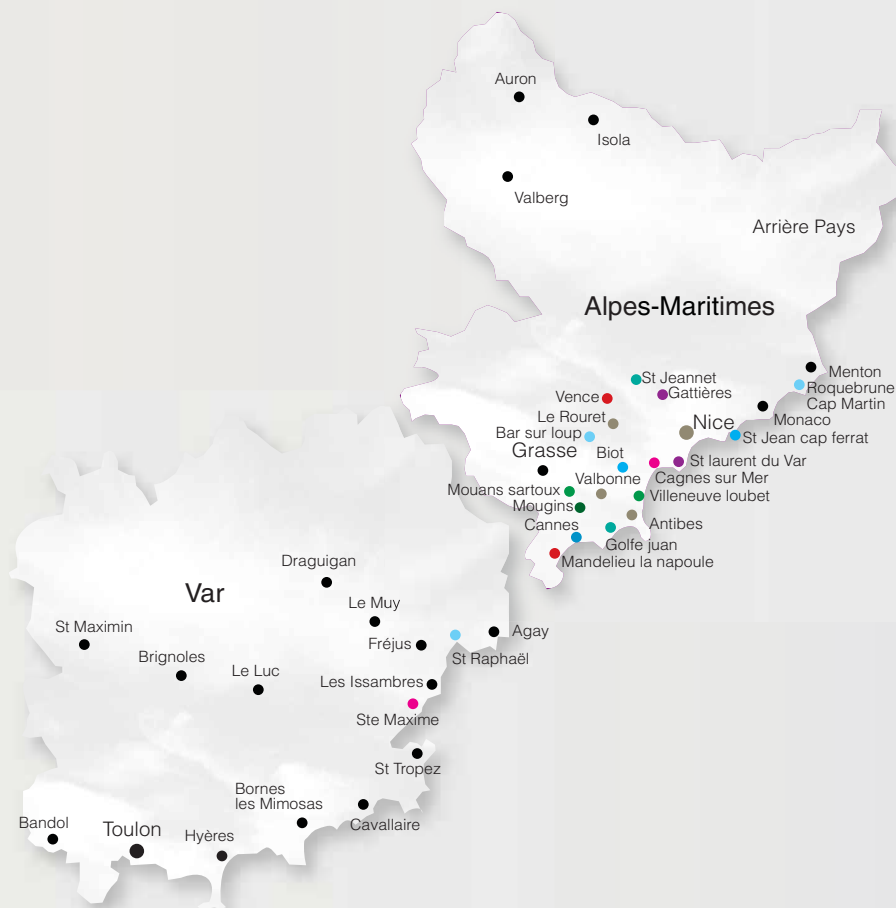 Auron
Isola
Valberg
Arrière Pays
Alpes-Maritimes
Menton
Roquebrune
Cap Martin
Monaco
St Jeannet
Gattières
Vence
Le Rouret
Nice
St Jean cap ferrat
Bar sur loup
Biot
Grasse
St laurent du Var
Cagnes sur Mer
Valbonne
Mouans sartoux
Villeneuve loubet
Mougins
Antibes
Cannes
Golfe juan
Mandelieu la napoule
Draguigan
Var
Le Muy
St Maximin
Agay
Fréjus
St Raphaël
Brignoles
Le Luc
Les Issambres
Ste Maxime
St Tropez
Bornes
les Mimosas
Cavallaire
Bandol
Toulon
Hyères